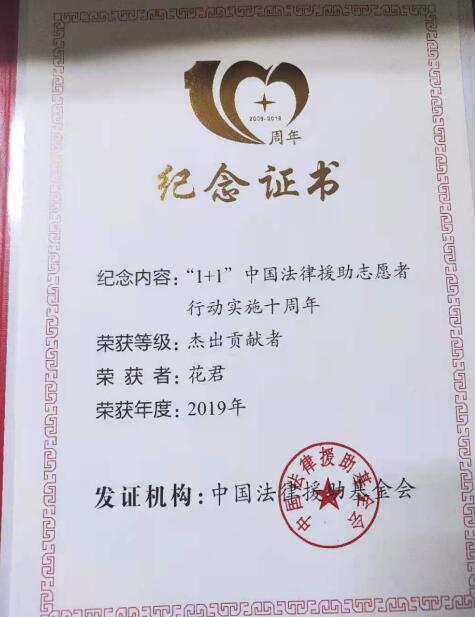 10
2009-2019
周年
纪念证书
纪念内容：“1+1”中国法律援助志愿者
行动实施十周年
荣获等级：杰出贡献者
荣 获 者：花君
荣获年度：2019年
发证机构：中国法律援助基金会
中国法律援助基金会